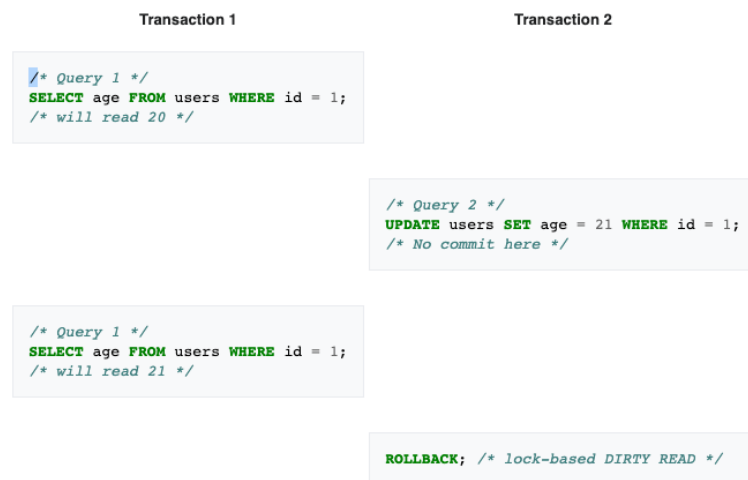 Transaction 1
Transaction 2
/* Query 1 */
SELECT age FROM users WHERE id = 1;
/* will read 20 */
/* Query 2 */
UPDATE users SET age = 21 WHERE id = 1;
/* No commit here */
/* Query 1 */
SELECT age FROM users WHERE id = 1;
/* will read 21 */
ROLLBACK; /* lock-based DIRTY READ */